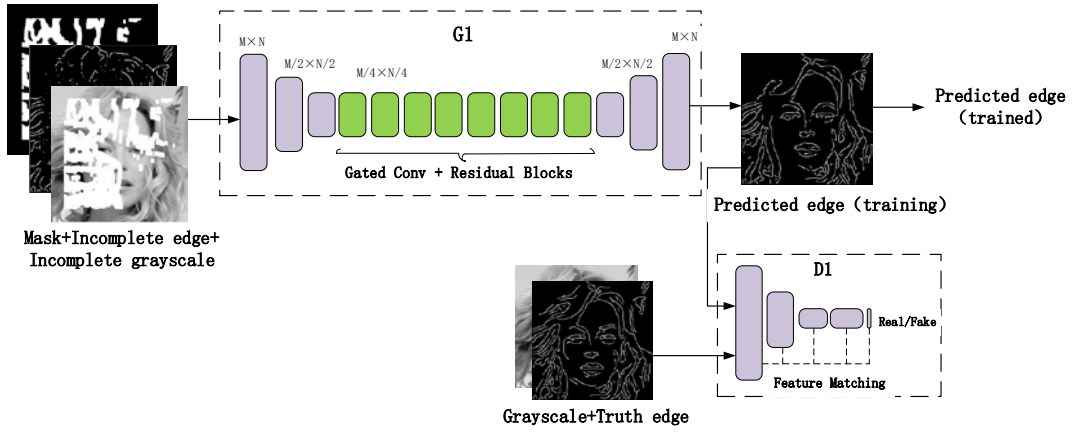 G1
M×N
M/2×N/2
M/4×N/4
M/2×N/2
M×N
Gated Conv + Residual Blocks
Mask+Incomplete edge+
Incomplete grayscale
Predicted edge
(trained)
Predicted edge (training)
D1
Real/Fake
Feature Matching
Grayscale+Truth edge